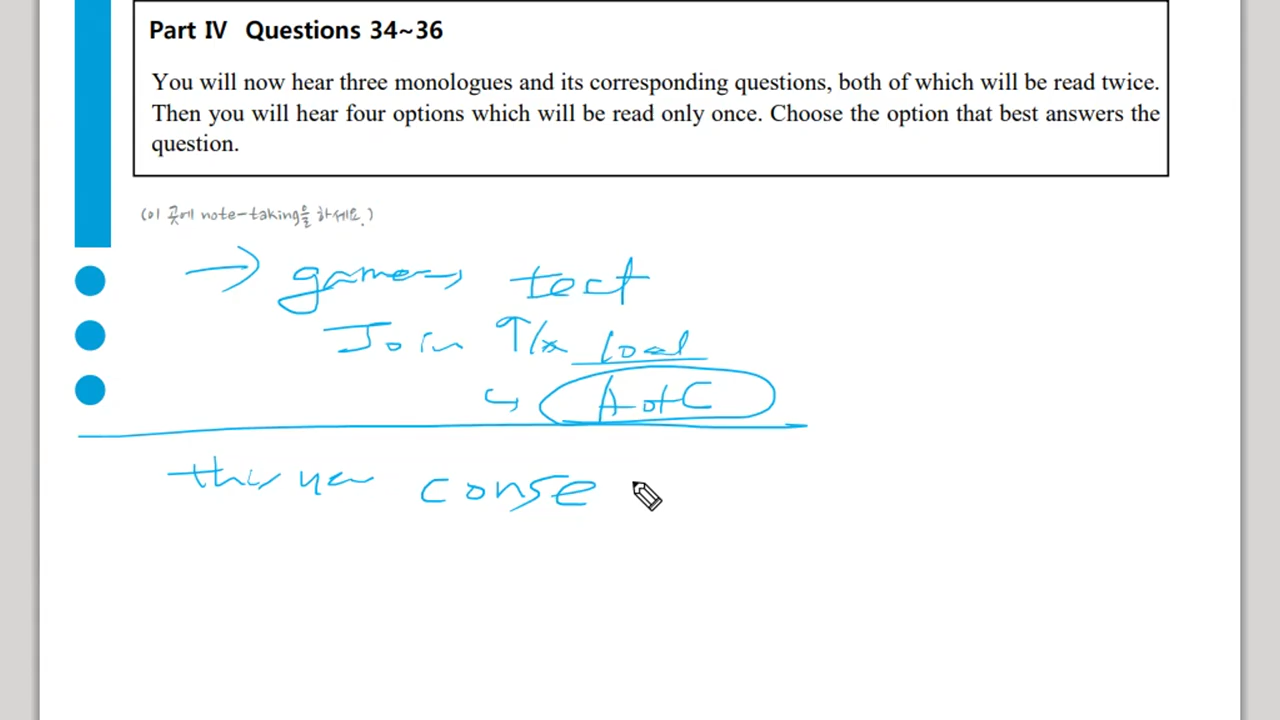 Part IV Questions 34~36
You will now hear three monologues and its corresponding questions, both of which will be read twice.
Then you will hear four options which will be read only once. Choose the option that best answers the
question.
(이 곳에 note-taking을 하세요.)
Join
A of C
conse